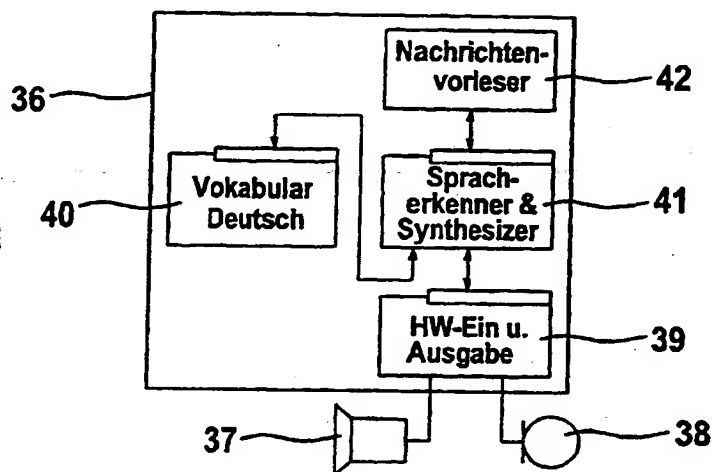 Nachrichten-
vorleser
42
36
Vokabular
Deutsch
40
Sprach-
erkenner &
Synthesizer
41
HW-Ein u.
Ausgabe
39
37
38